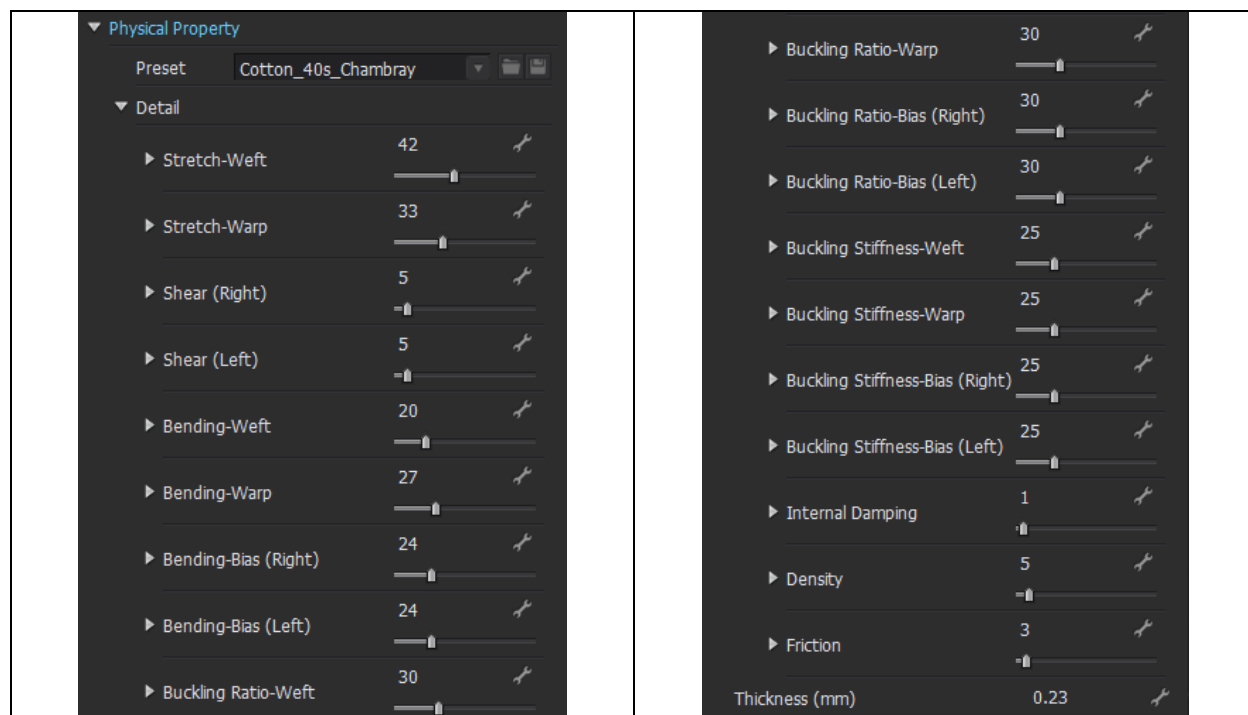 Physical Property
Preset Cotton_40s_Chambray
Detail
Stretch-Weft 42
Stretch-Warp 33
Shear (Right) 5
Shear (Left) 5
Bending-Weft 20
Bending-Warp 27
Bending-Bias (Right) 24
Bending-Bias (Left) 24
Buckling Ratio-Weft 30
Buckling Ratio-Warp 30
Buckling Ratio-Bias (Right) 30
Buckling Ratio-Bias (Left) 30
Buckling Stiffness-Weft 25
Buckling Stiffness-Warp 25
Buckling Stiffness-Bias (Right) 25
Buckling Stiffness-Bias (Left) 25
Internal Damping 1
Density 5
Friction 3
Thickness (mm) 0.23